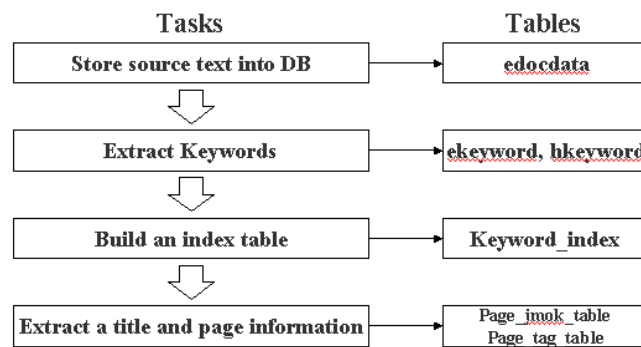 Tasks Tables
Store source text into DB edocdata
Extract Keywords ekeyword, hkeyword
Build an index table Keyword_index
Extract a title and page information Page_jmok_table
Page_tag_table